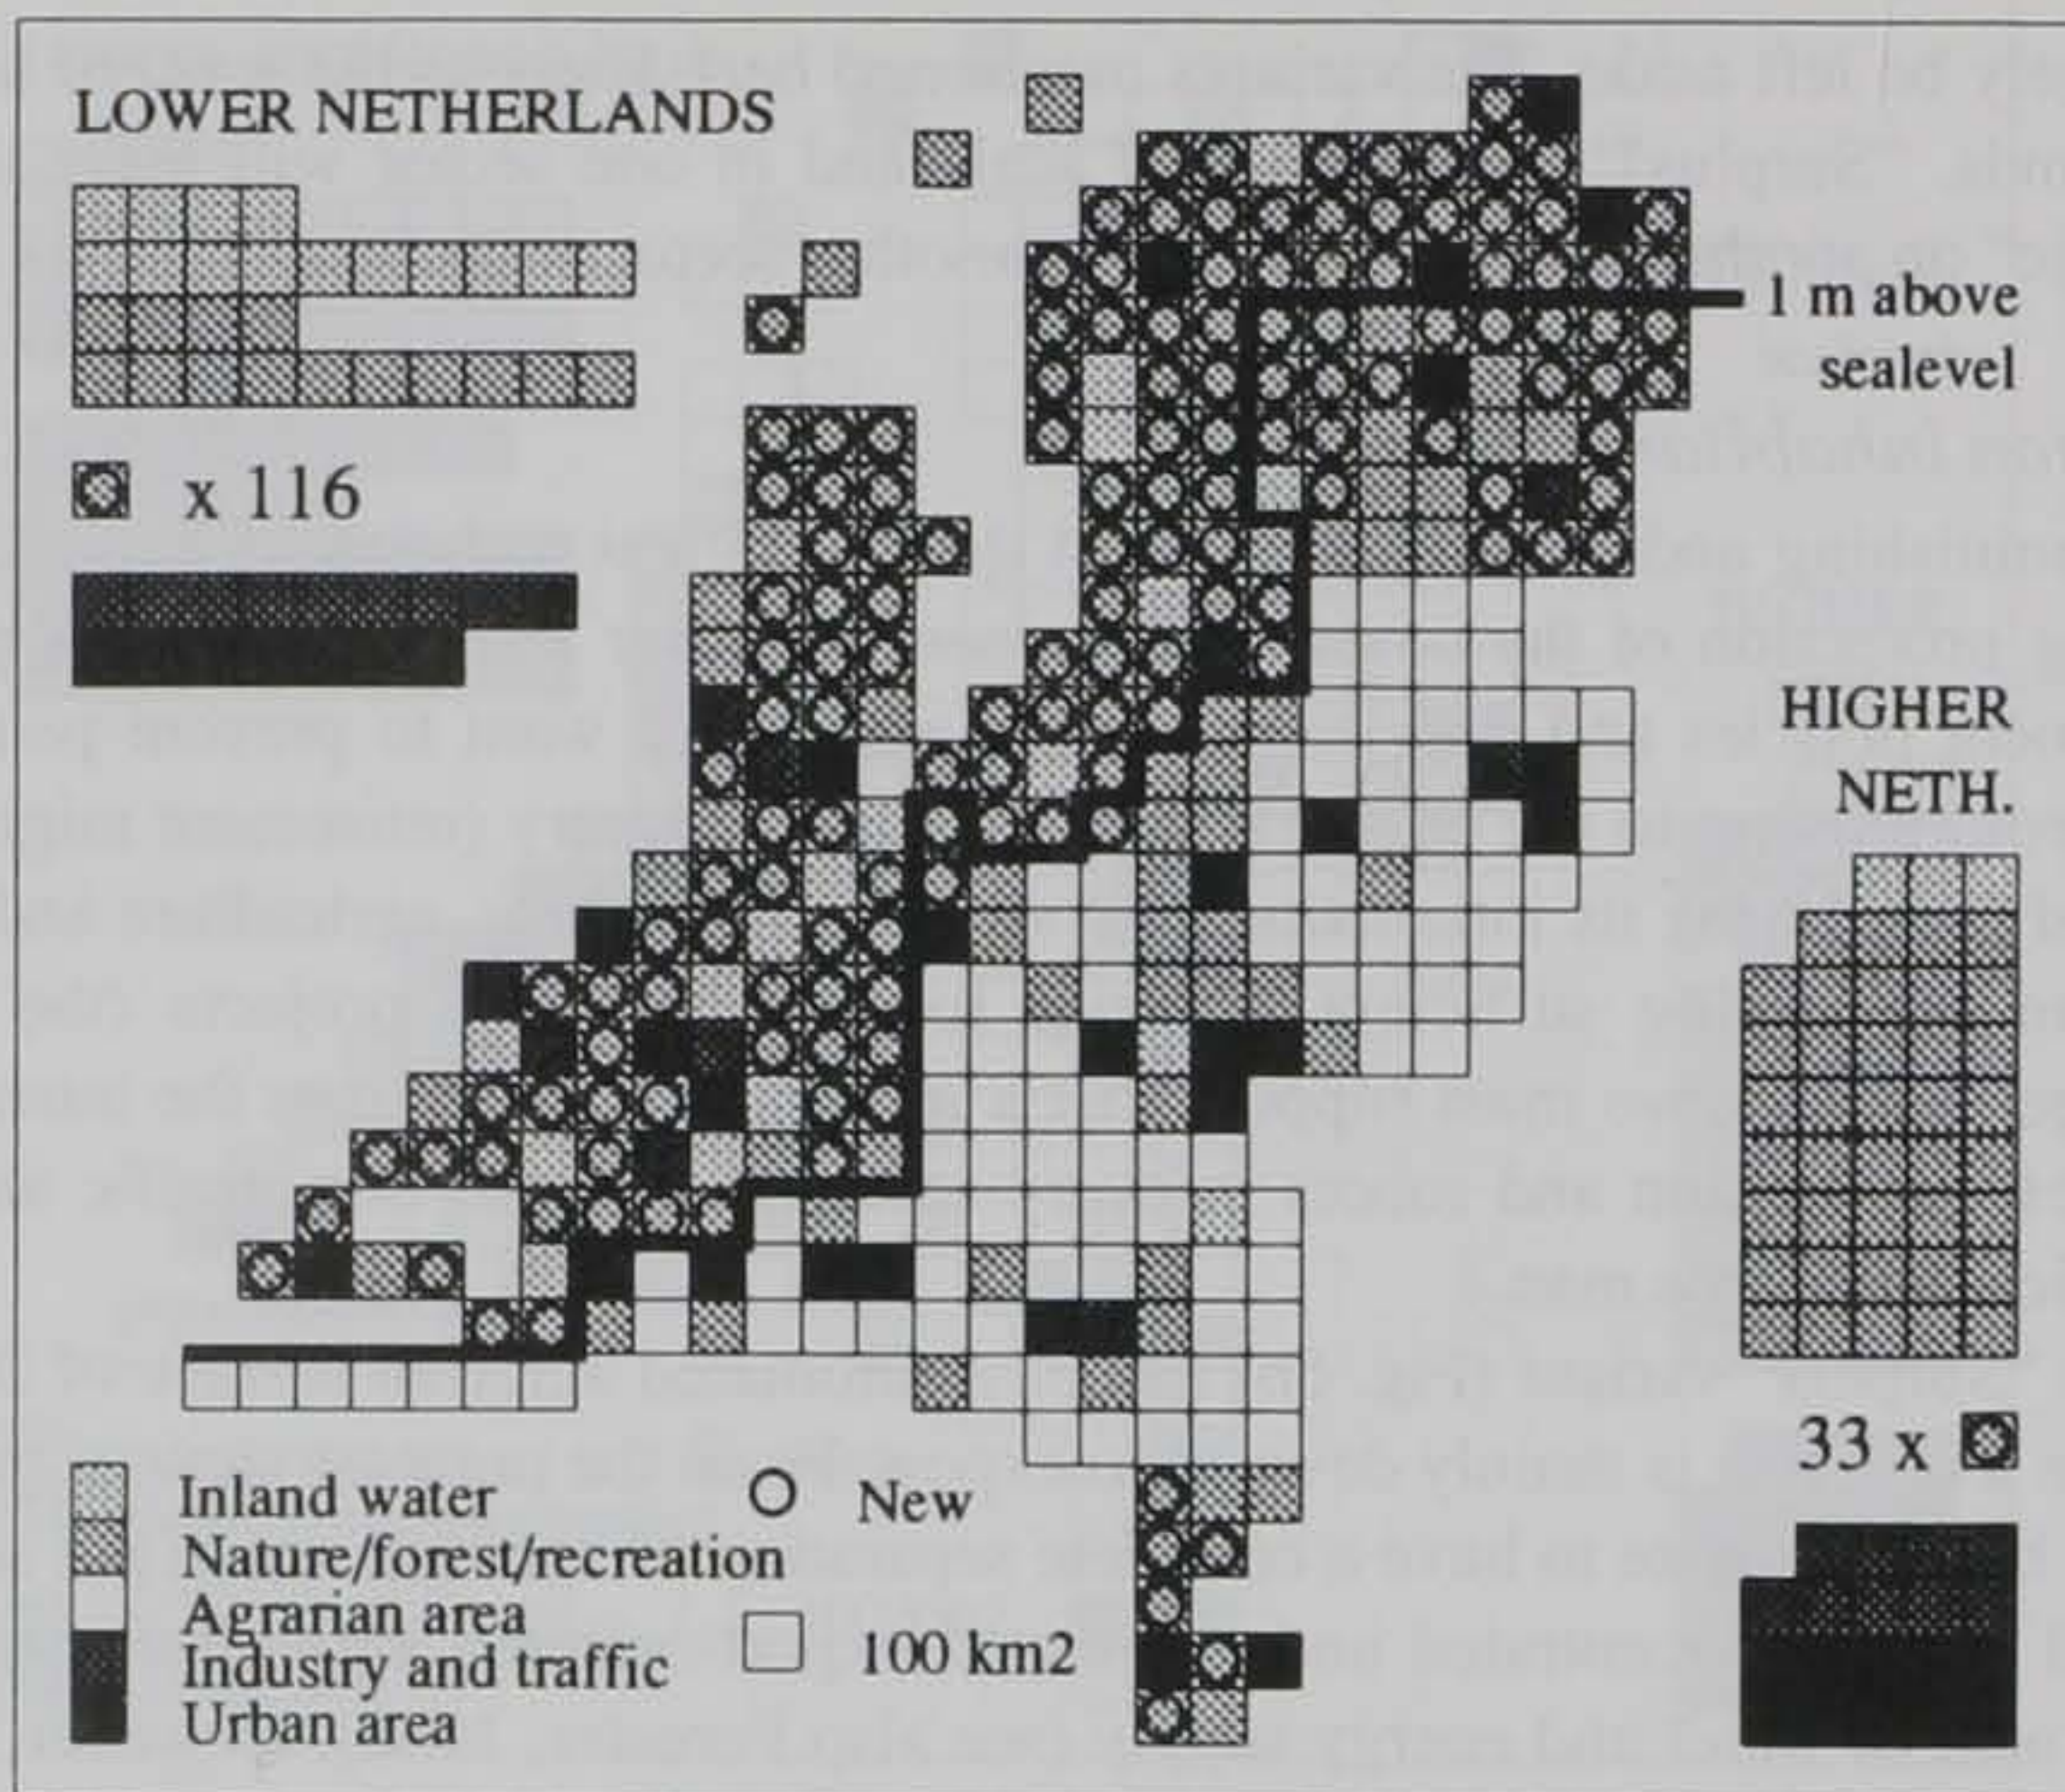 LOWER NETHERLANDS
1 m above
sealevel
x 116
HIGHER
NETH.
33 x
Inland water
Nature/forest/recreation
Agrarian area
Industry and traffic
Urban area
New
100 km2